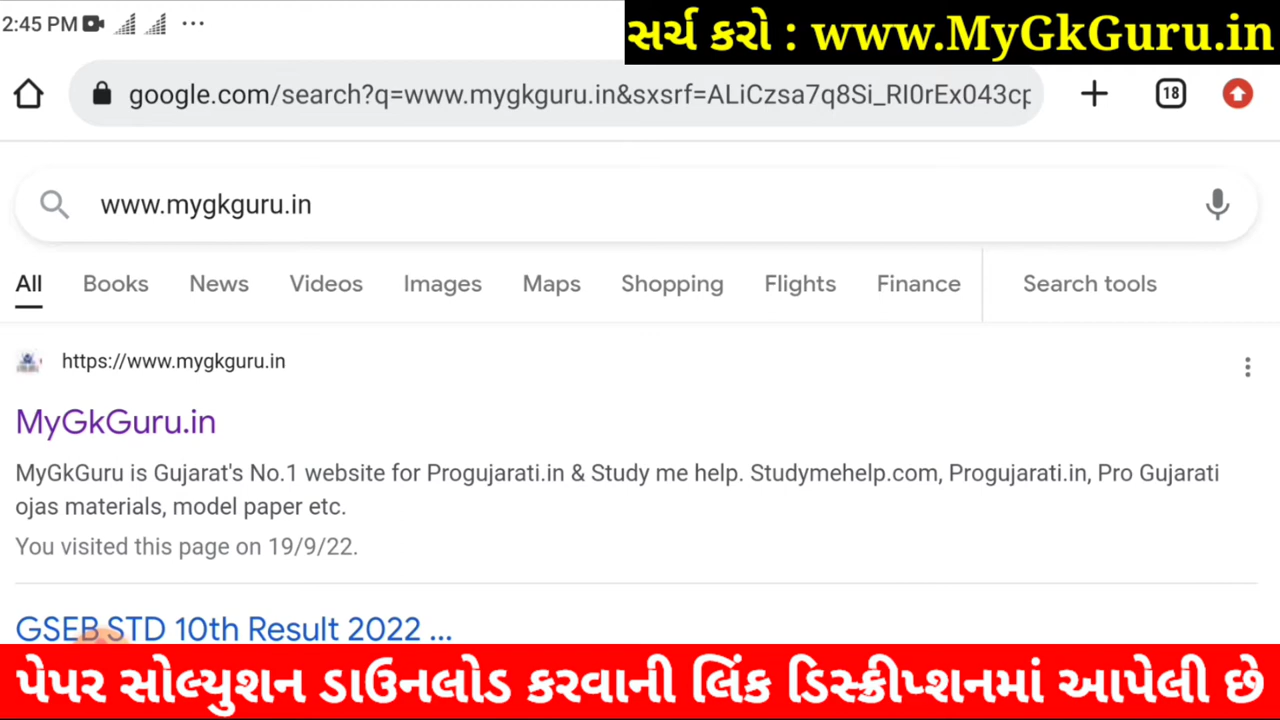 2:45 PM
સર્ચ કરો : www.MyGkGuru.in
google.com/search?q=www.mygkguru.in&sxsrf=ALiCzsa7q8Si_RI0rEx043cp
18
www.mygkguru.in
All Books News Videos Images Maps Shopping Flights Finance Search tools
https://www.mygkguru.in
MyGkGuru.in
MyGkGuru is Gujarat's No.1 website for Progujarati.in & Study me help. Studymehelp.com, Progujarati.in, Pro Gujarati
ojas materials, model paper etc.
You visited this page on 19/9/22.
GSEB STD 10th Result 2022 ...
પેપર સોલ્યુશન ડાઉનલોડ કરવાની લિંક ડિસ્ક્રીપ્શનમાં આપેલી છે